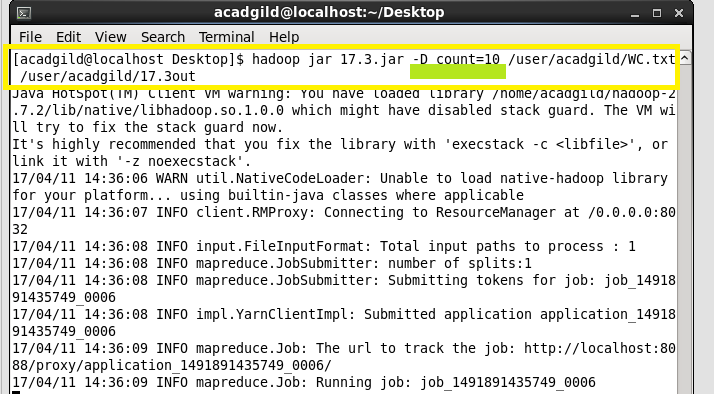 acadgild@localhost:~/Desktop
File Edit View Search Terminal Help
[acadgild@localhost Desktop]$ hadoop jar 17.3.jar -D count=10 /user/acadgild/WC.txt
/user/acadgild/17.3out
Java HotSpot(TM) Client VM warning: You have loaded library /home/acadgild/hadoop-2
.7.2/lib/native/libhadoop.so.1.0.0 which might have disabled stack guard. The VM wi
ll try to fix the stack guard now.
It's highly recommended that you fix the library with 'execstack -c <libfile>', or
link it with '-z noexecstack'.
17/04/11 14:36:06 WARN util.NativeCodeLoader: Unable to load native-hadoop library
for your platform... using builtin-java classes where applicable
17/04/11 14:36:07 INFO client.RMProxy: Connecting to ResourceManager at /0.0.0.0:80
32
17/04/11 14:36:08 INFO input.FileInputFormat: Total input paths to process : 1
17/04/11 14:36:08 INFO mapreduce.JobSubmitter: number of splits:1
17/04/11 14:36:08 INFO mapreduce.JobSubmitter: Submitting tokens for job: job_14918
91435749_0006
17/04/11 14:36:08 INFO impl.YarnClientImpl: Submitted application application_14918
91435749_0006
17/04/11 14:36:09 INFO mapreduce.Job: The url to track the job: http://localhost:80
88/proxy/application_1491891435749_0006/
17/04/11 14:36:09 INFO mapreduce.Job: Running job: job_1491891435749_0006